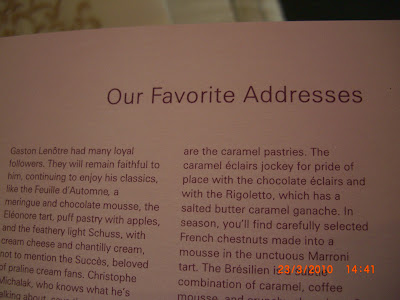 Our Favorite Addresses
Gaston Lenôtre had many loyal
followers. They will remain faithful to
him, continuing to enjoy his classics,
like the Feuille d'Automne, a
meringue and chocolate mousse, the
Eléonore tart, puff pastry with apples,
and the feathery light Schuss, with
cream cheese and chantilly cream,
not to mention the Succès, beloved
of praline cream fans. Christophe
Michalak, who knows what he's
talking about,
are the caramel pastries. The
caramel éclairs jockey for pride of
place with the chocolate éclairs and
with the Rigoletto, which has a
salted butter caramel ganache. In
season, you'll find carefully selected
French chestnuts made into a
mousse in the unctuous Marroni
tart. The Brésilien is a
combination of caramel, coffee
mousse, and
23/3/2010 14:41